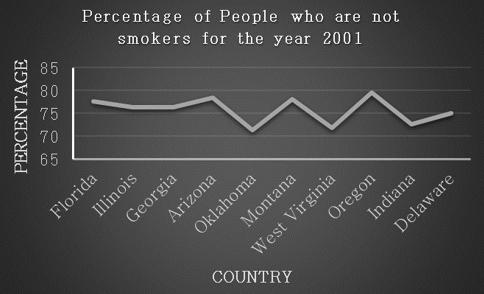 Percentage of People who are not
smokers for the year 2001
PERCENTAGE
85
80
75
70
65
Florida
Illinois
Georgia
Arizona
Oklahoma
Montana
West Virginia
Oregon
Indiana
Delaware
COUNTRY